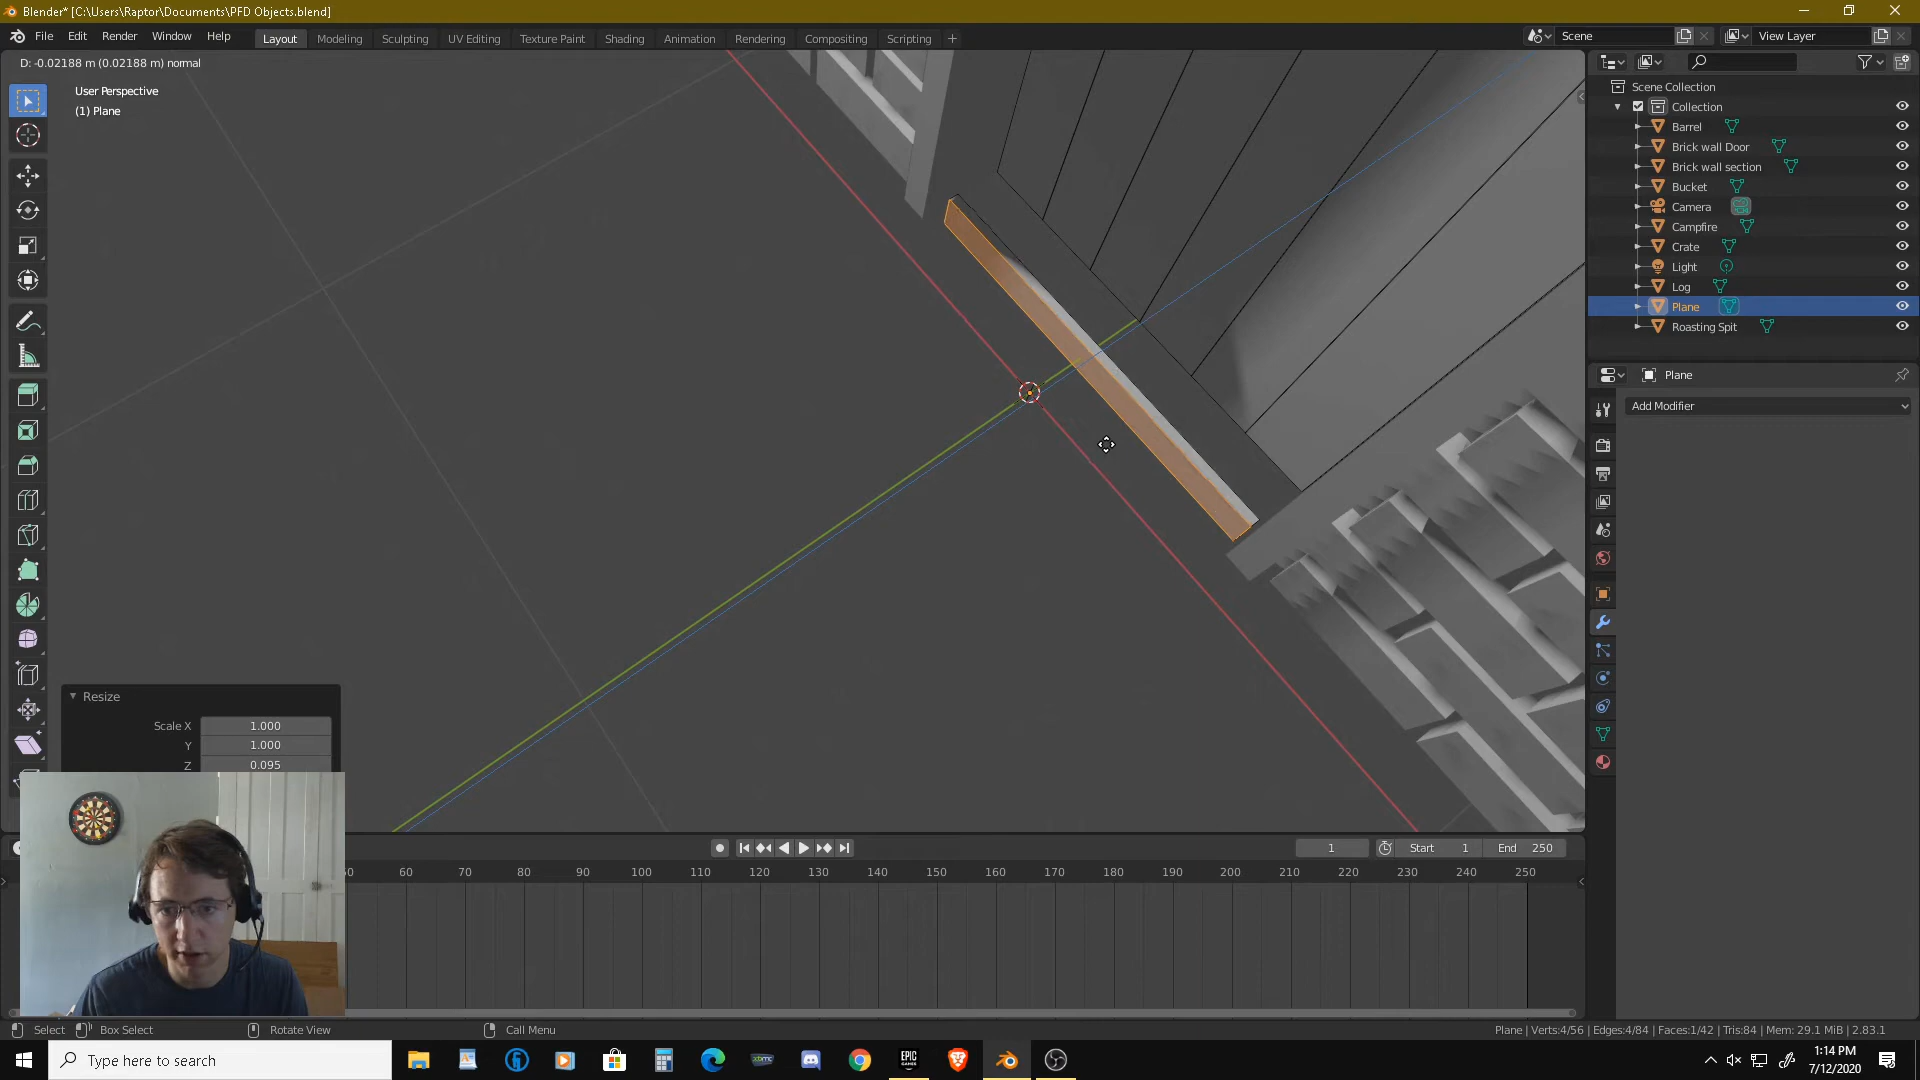 Blender* [C:\Users\Raptor\Documents\PFD Objects.blend]
File Edit Render Window Help Layout Modeling Sculpting UV Editing Texture Paint Shading Animation Rendering Compositing Scripting + Scene View Layer
D: -0.02188 m (0.02188 m) normal
User Perspective
(1) Plane
Scene Collection
Collection
Barrel
Brick wall Door
Brick wall section
Bucket
Camera
Campfire
Crate
Light
Log
Plane
Roasting Spit
Plane
Add Modifier
Resize
Scale X 1.000
Y 1.000
Z 0.095
1 Start 1 End 250
50 60 70 80 90 100 110 120 130 140 150 160 170 180 190 200 210 220 230 240 250
Select Box Select Rotate View Call Menu Plane | Verts:4/56 | Edges:4/84 | Faces:1/42 | Tris:84 | Mem: 29.1 MiB | 2.83.1
Type here to search
xbmc
EPIC
GAMES
1:14 PM
7/12/2020